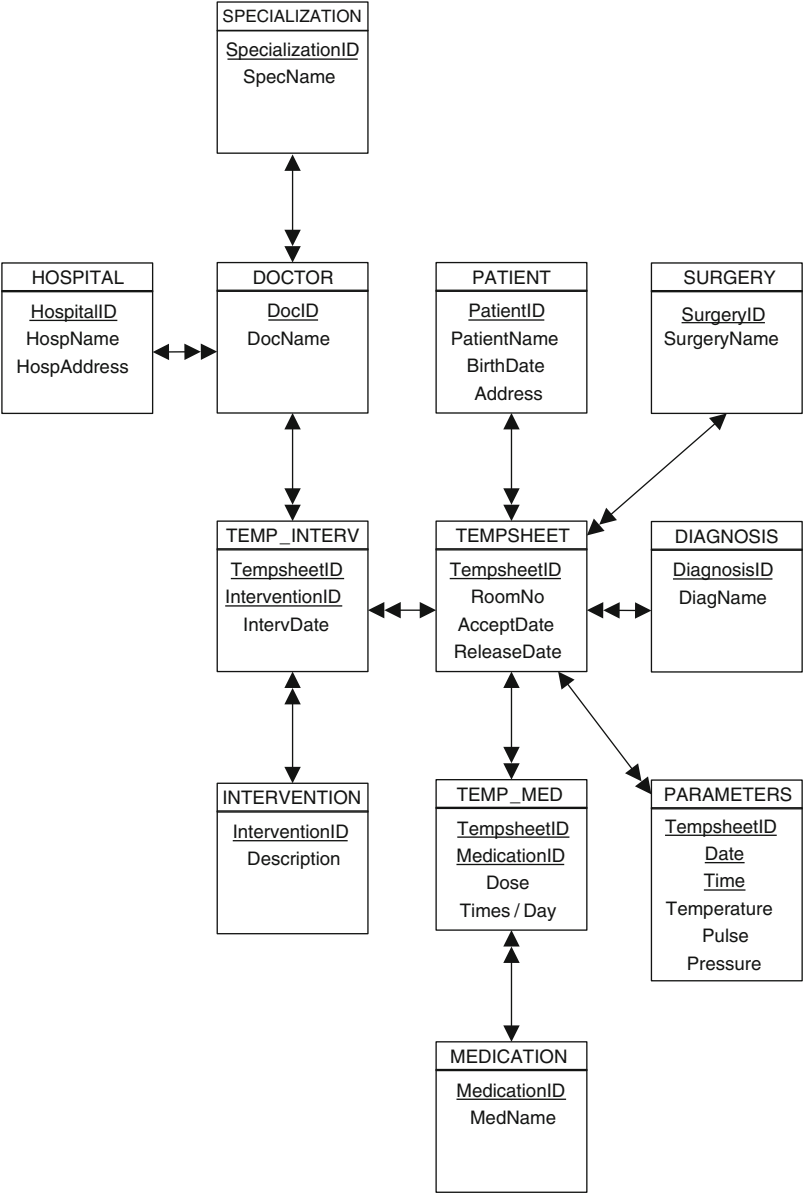 SPECIALIZATION
SpecializationID
SpecName
HOSPITAL
HospitalID
HospName
HospAddress
DOCTOR
DocID
DocName
PATIENT
PatientID
PatientName
BirthDate
Address
SURGERY
SurgeryID
SurgeryName
TEMP_INTERV
TempsheetID
InterventionID
IntervDate
TEMPSHEET
TempsheetID
RoomNo
AcceptDate
ReleaseDate
DIAGNOSIS
DiagnosisID
DiagName
INTERVENTION
InterventionID
Description
TEMP_MED
TempsheetID
MedicationID
Dose
Times / Day
PARAMETERS
TempsheetID
Date
Time
Temperature
Pulse
Pressure
MEDICATION
MedicationID
MedName